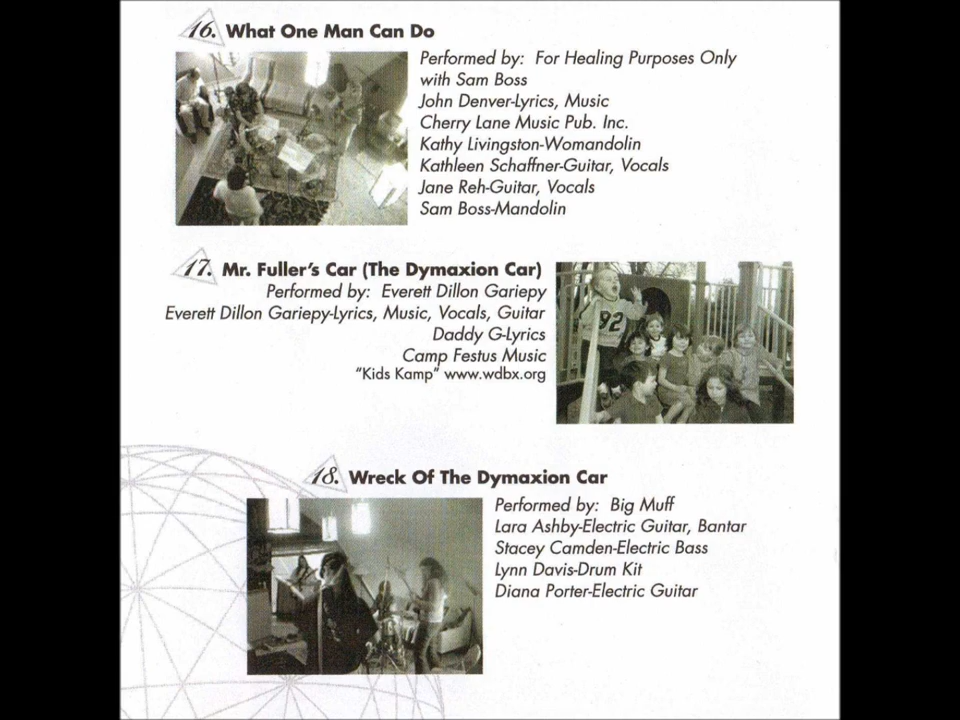 16. What One Man Can Do
Performed by: For Healing Purposes Only
with Sam Boss
John Denver-Lyrics, Music
Cherry Lane Music Pub. Inc.
Kathy Livingston-Womandolin
Kathleen Schaffner-Guitar, Vocals
Jane Reh-Guitar, Vocals
Sam Boss-Mandolin
17. Mr. Fuller's Car (The Dymaxion Car)
Performed by: Everett Dillon Gariepy
Everett Dillon Gariepy-Lyrics, Music, Vocals, Guitar
Daddy G-Lyrics
Camp Festus Music
"Kids Kamp" www.wdbx.org
92
18. Wreck Of The Dymaxion Car
Performed by: Big Muff
Lara Ashby-Electric Guitar, Bantar
Stacey Camden-Electric Bass
Lynn Davis-Drum Kit
Diana Porter-Electric Guitar